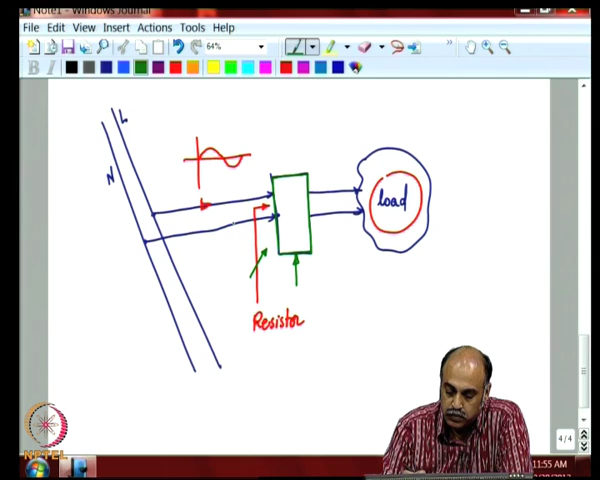 Note1 - Windows Journal
File Edit View Insert Actions Tools Help
64%
B I
L
N
load
Resistor
4/4
NPTEL
11:55 AM